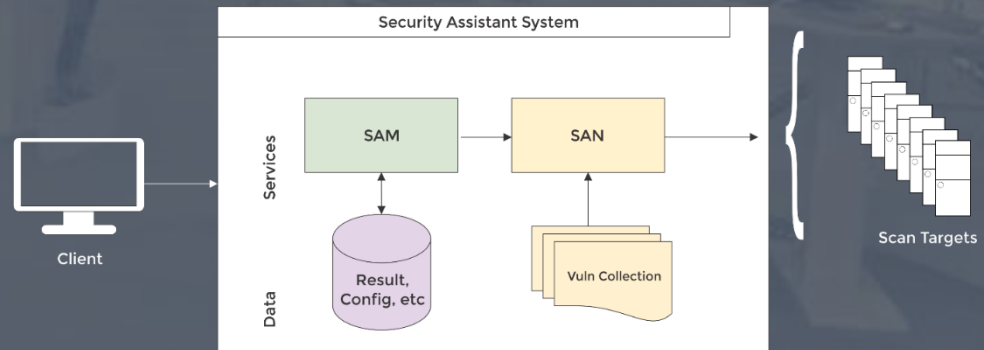 Security Assistant System
Services
SAM
SAN
Client
Scan Targets
Data
Result,
Config, etc
Vuln Collection